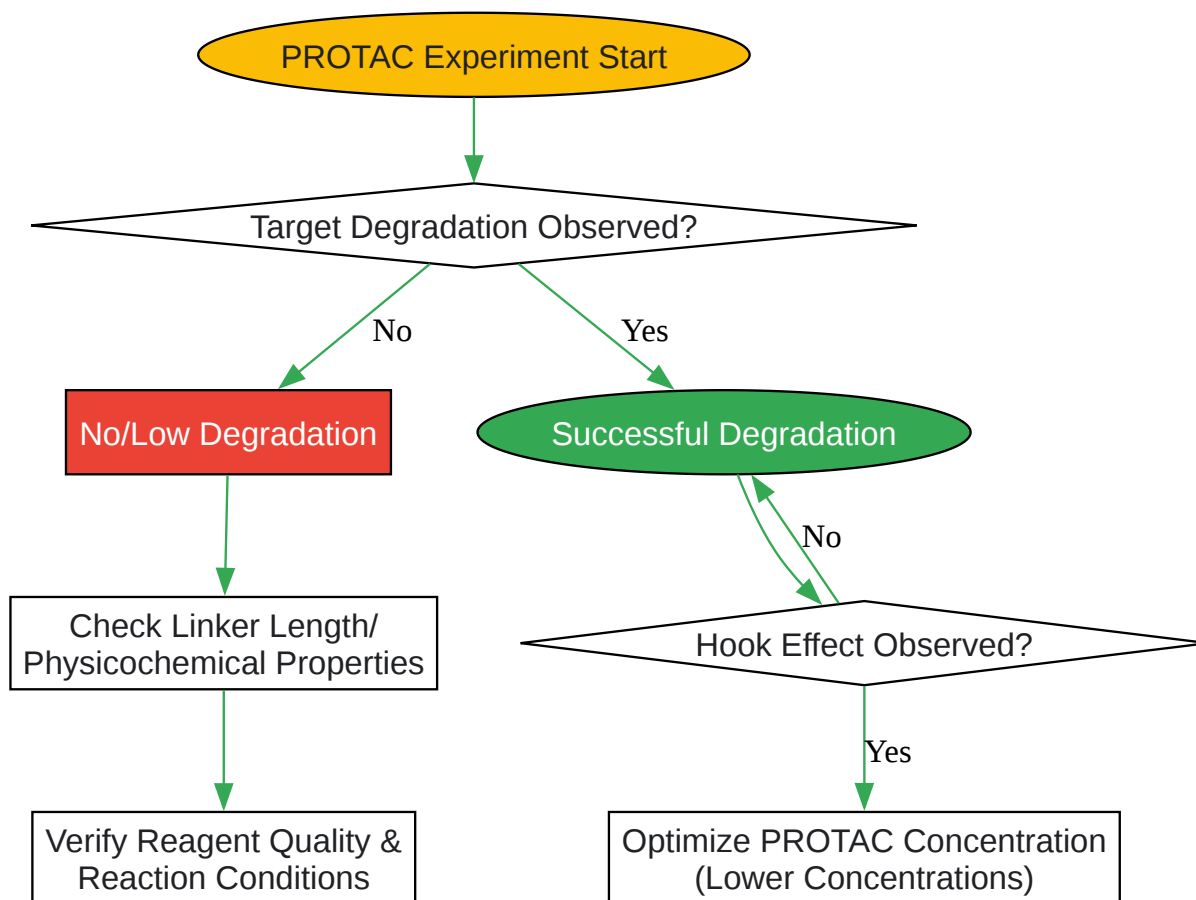 PROTAC Experiment Start
Target Degradation Observed?
No
Yes
No/Low Degradation
Successful Degradation
No
Check Linker Length/
Physicochemical Properties
Hook Effect Observed?
Yes
Verify Reagent Quality &
Reaction Conditions
Optimize PROTAC Concentration
(Lower Concentrations)